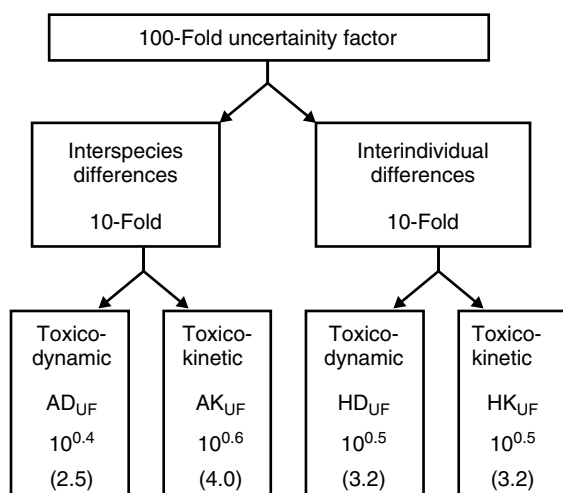 100-Fold uncertainity factor
Interspecies
differences
10-Fold
Interindividual
differences
10-Fold
Toxico-
dynamic
AD_UF
10^0.4
(2.5)
Toxico-
kinetic
AK_UF
10^0.6
(4.0)
Toxico-
dynamic
HD_UF
10^0.5
(3.2)
Toxico-
kinetic
HK_UF
10^0.5
(3.2)